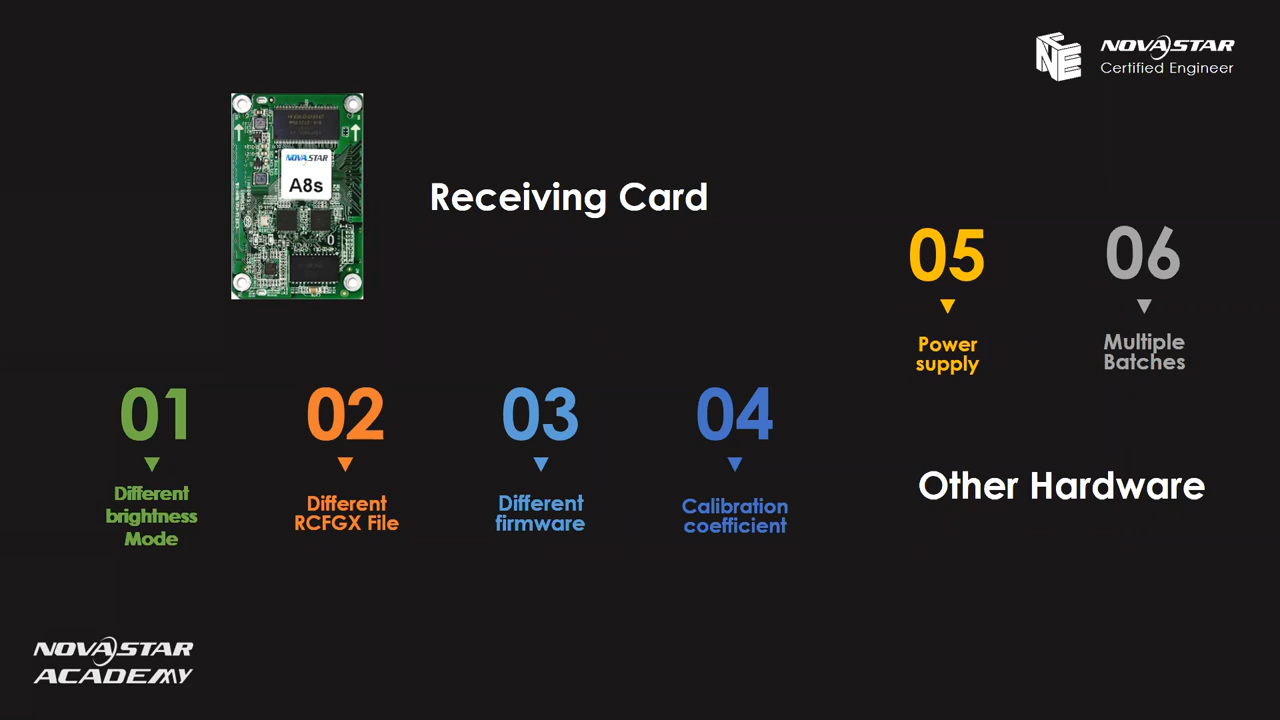 NOVASTAR
Certified Engineer
NOVASTAR
A8s
Receiving Card
05
06
Power
supply
Multiple
Batches
01
02
03
04
Different
brightness
Mode
Different
RCFGX File
Different
firmware
Calibration
coefficient
Other Hardware
NOVASTAR
ACADEMY